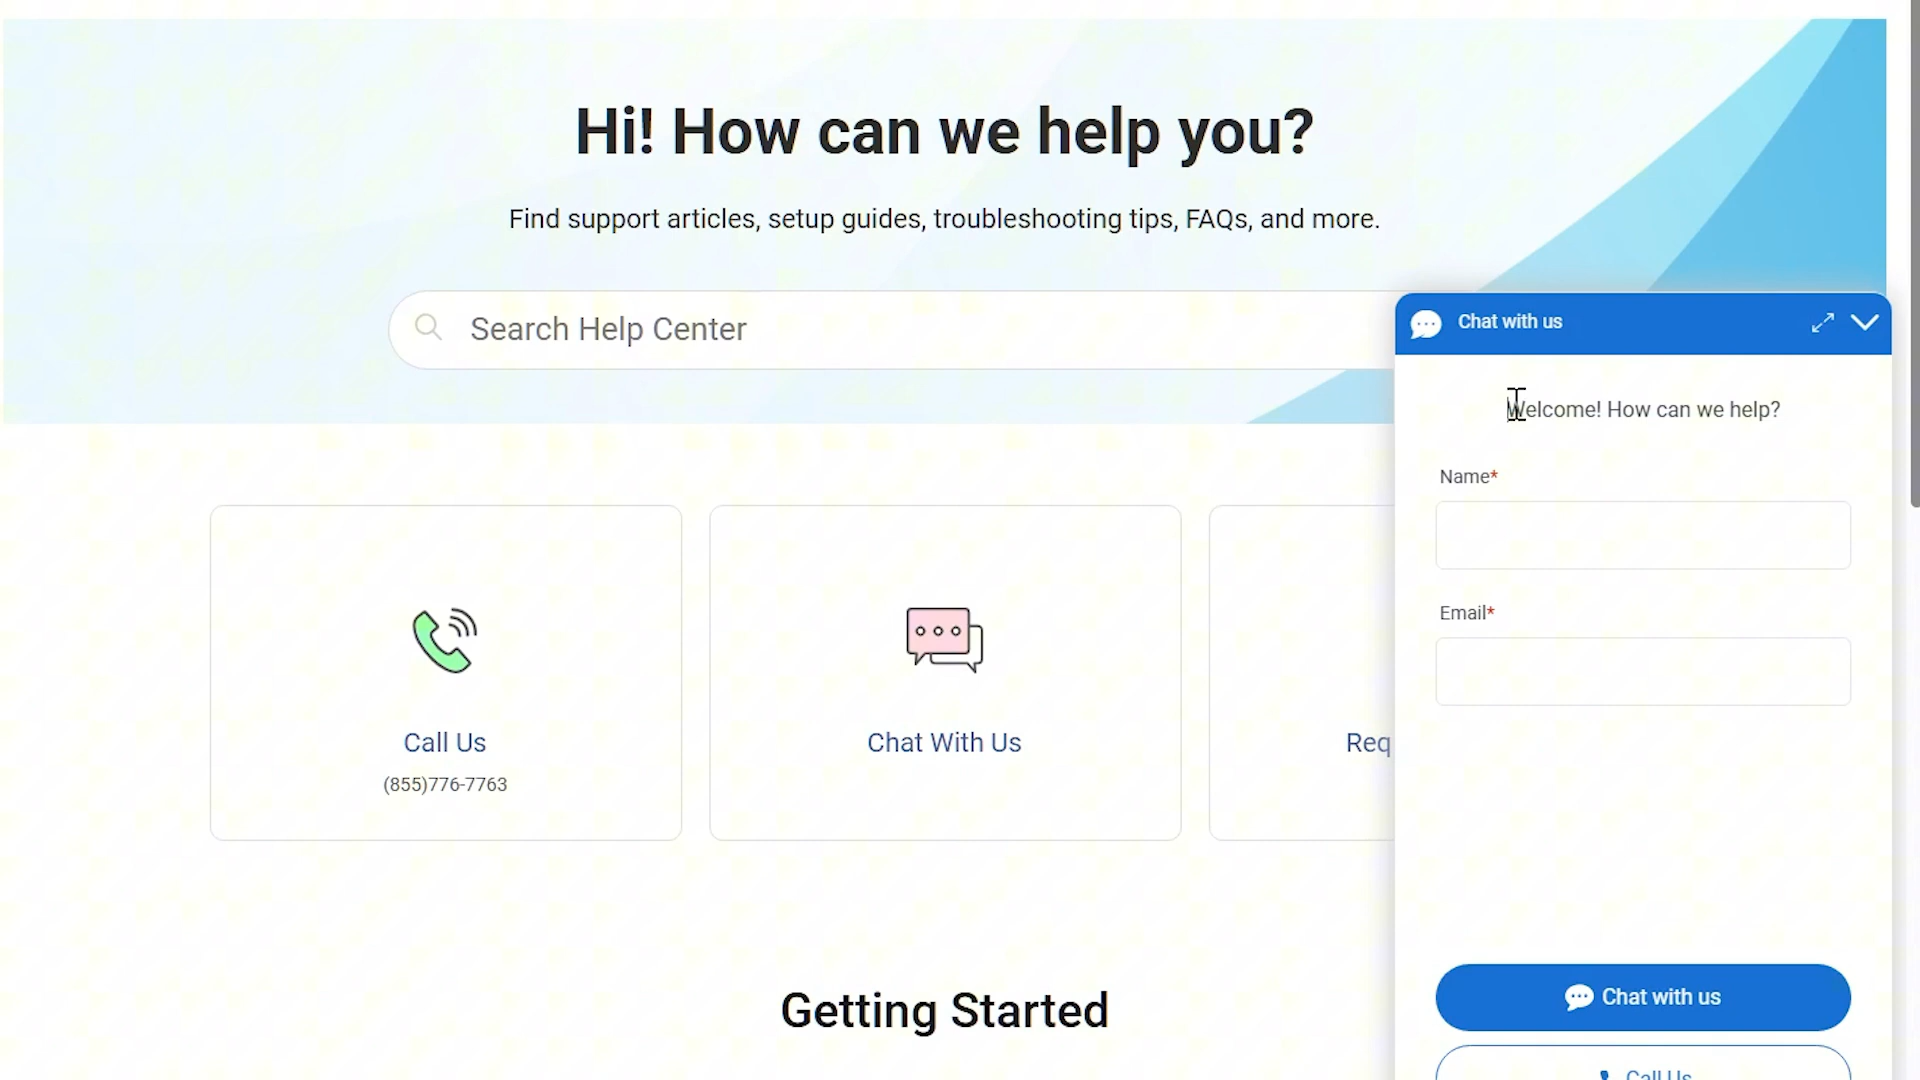 Hi! How can we help you?
Find support articles, setup guides, troubleshooting tips, FAQs, and more.
Search Help Center
Call Us
(855)776-7763
Chat With Us
Req
Getting Started
Chat with us
Welcome! How can we help?
Name*
Email*
Chat with us
Call Us